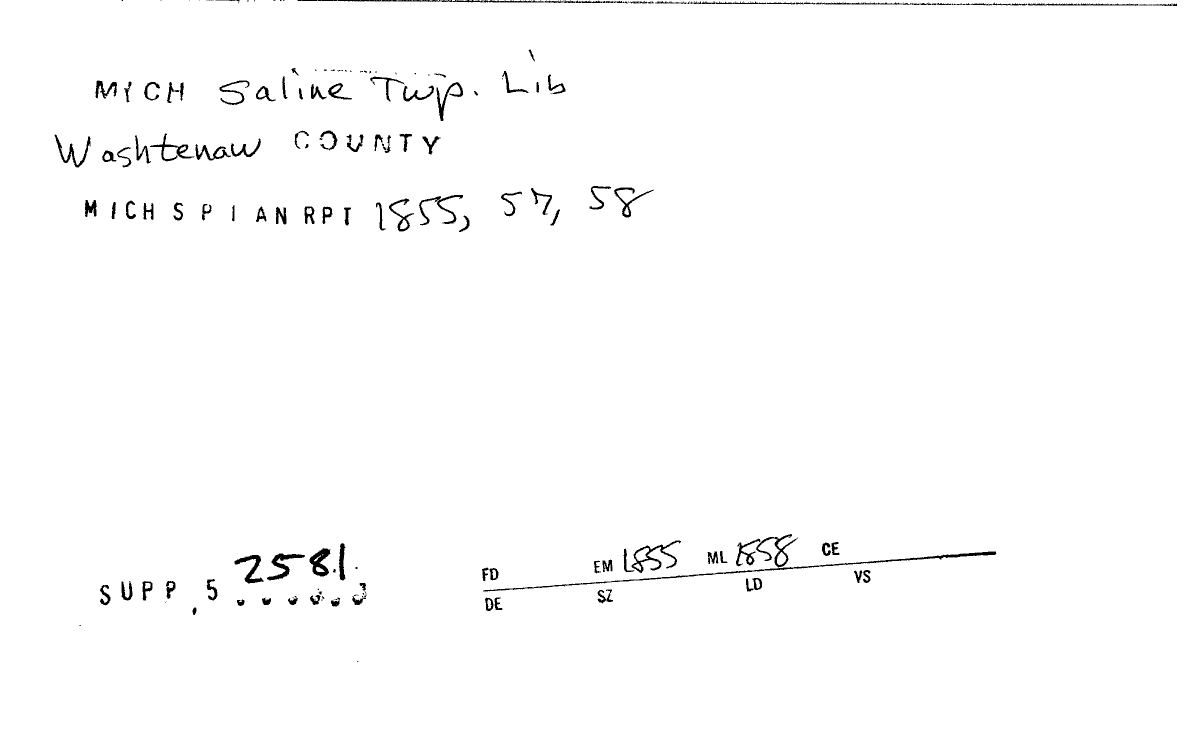 MICH Saline Twp. Lib
Washtenaw COUNTY
MICH S P I AN RPT 1855, 57, 58
SUPP, 5 2581
FD EM 1855 ML 1858 CE
DE SZ LD VS